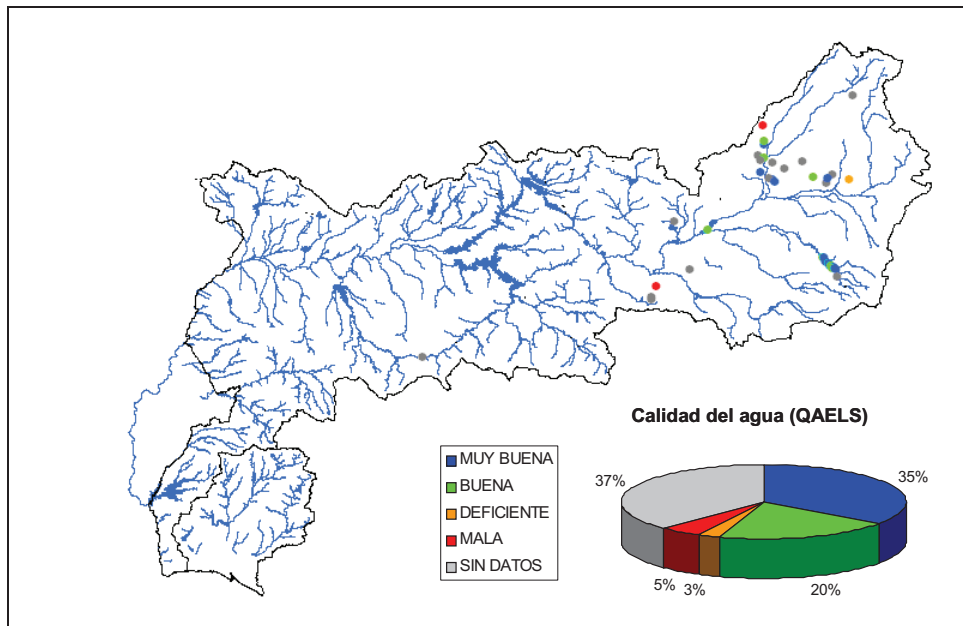 Calidad del agua (QAELS)
MUY BUENA
BUENA
DEFICIENTE
MALA
SIN DATOS
37%
35%
5%
3%
20%